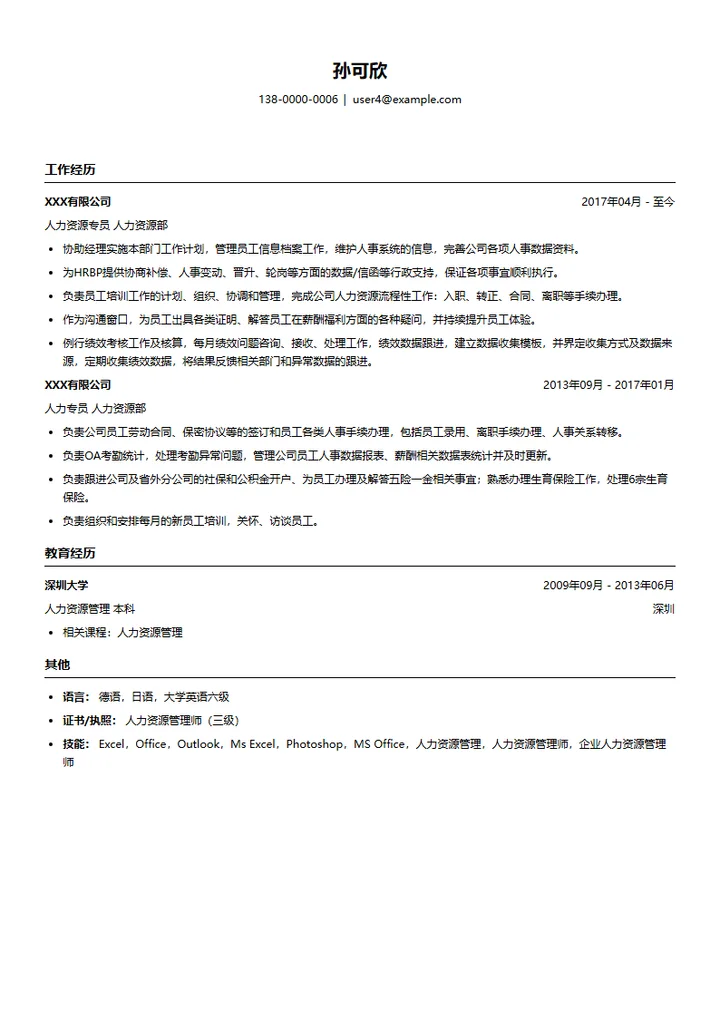 孙可欣
138-0000-0006 | user4@example.com
工作经历
XXX有限公司 2017年04月 - 至今
人力资源专员 人力资源部
• 协助经理实施本部门工作计划，管理员工信息档案工作，维护人事系统的信息，完善公司各项人事数据资料。
• 为HRBP提供协商补偿、人事变动、晋升、轮岗等方面的数据/信函等行政支持，保证各项事宜顺利执行。
• 负责员工培训工作的计划、组织、协调和管理，完成公司人力资源流程性工作：入职、转正、合同、离职等手续办理。
• 作为沟通窗口，为员工出具各类证明、解答员工在薪酬福利方面的各种疑问，并持续提升员工体验。
• 例行绩效考核工作及核算，每月绩效问题咨询、接收、处理工作，绩效数据跟进，建立数据收集模板，并界定收集方式及数据来
源，定期收集绩效数据，将结果反馈相关部门和异常数据的跟进。
XXX有限公司 2013年09月 - 2017年01月
人力专员 人力资源部
• 负责公司员工劳动合同、保密协议等的签订和员工各类人事手续办理，包括员工录用、离职手续办理、人事关系转移。
• 负责OA考勤统计，处理考勤异常问题，管理公司员工人事数据报表、薪酬相关数据表统计并及时更新。
• 负责跟进公司及省外分公司的社保和公积金开户、为员工办理及解答五险一金相关事宜；熟悉办理生育保险工作，处理6宗生育
保险。
• 负责组织和安排每月的新员工培训，关怀、访谈员工。
教育经历
深圳大学 2009年09月 - 2013年06月
人力资源管理 本科 深圳
• 相关课程：人力资源管理
其他
• 语言： 德语，日语，大学英语六级
• 证书/执照： 人力资源管理师（三级）
• 技能： Excel，Office，Outlook，Ms Excel，Photoshop，MS Office，人力资源管理，人力资源管理师，企业人力资源管理
师